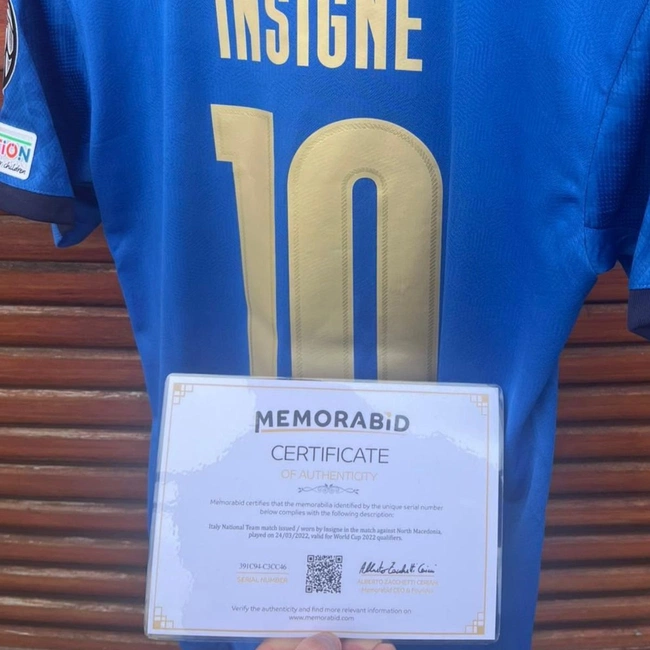 INSIGNE
TION
children
10
MEMORABID
CERTIFICATE
OF AUTHENTICITY
Memorabid certifies that the memorabilia identified by the unique serial number
below complies with the following description:
Italy National Team match issued / worn by Insigne in the match against North Macedonia,
played on 24/03/2022, valid for World Cup 2022 qualifiers.
391C94-C3CC46
SERIAL NUMBER
ALBERTO ZACCHETTI
Memorabid CEO &
Verify the authenticity and find more relevant information on:
www.memorabid.com